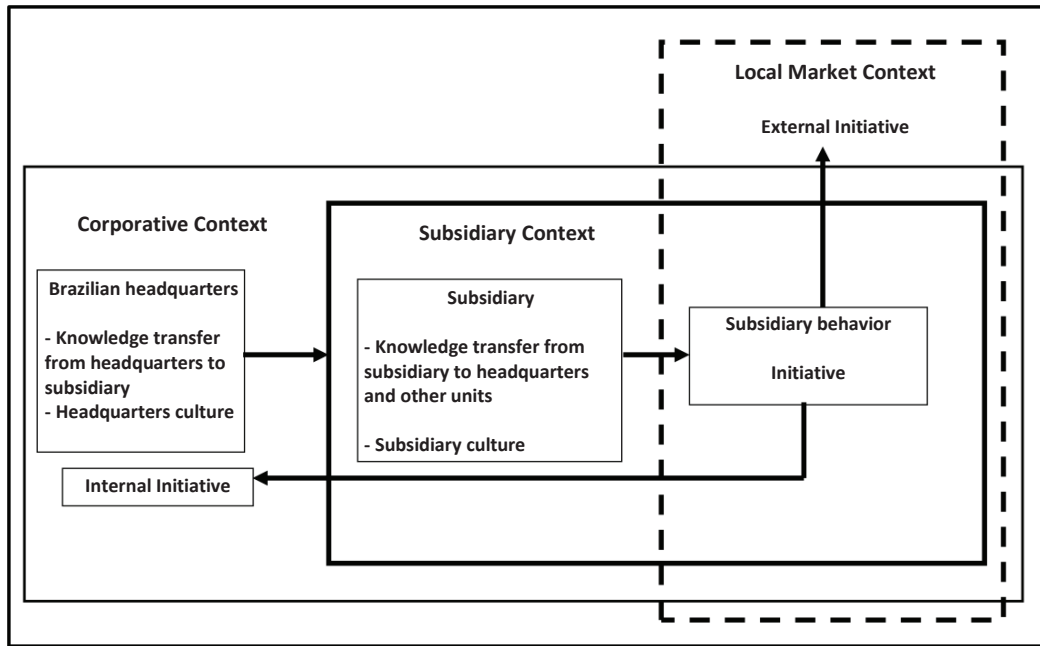 Local Market Context
External Initiative
Corporative Context
Subsidiary Context
Brazilian headquarters
- Knowledge transfer
from headquarters to
subsidiary
- Headquarters culture
Subsidiary
- Knowledge transfer from
subsidiary to headquarters
and other units
- Subsidiary culture
Subsidiary behavior
Initiative
Internal Initiative